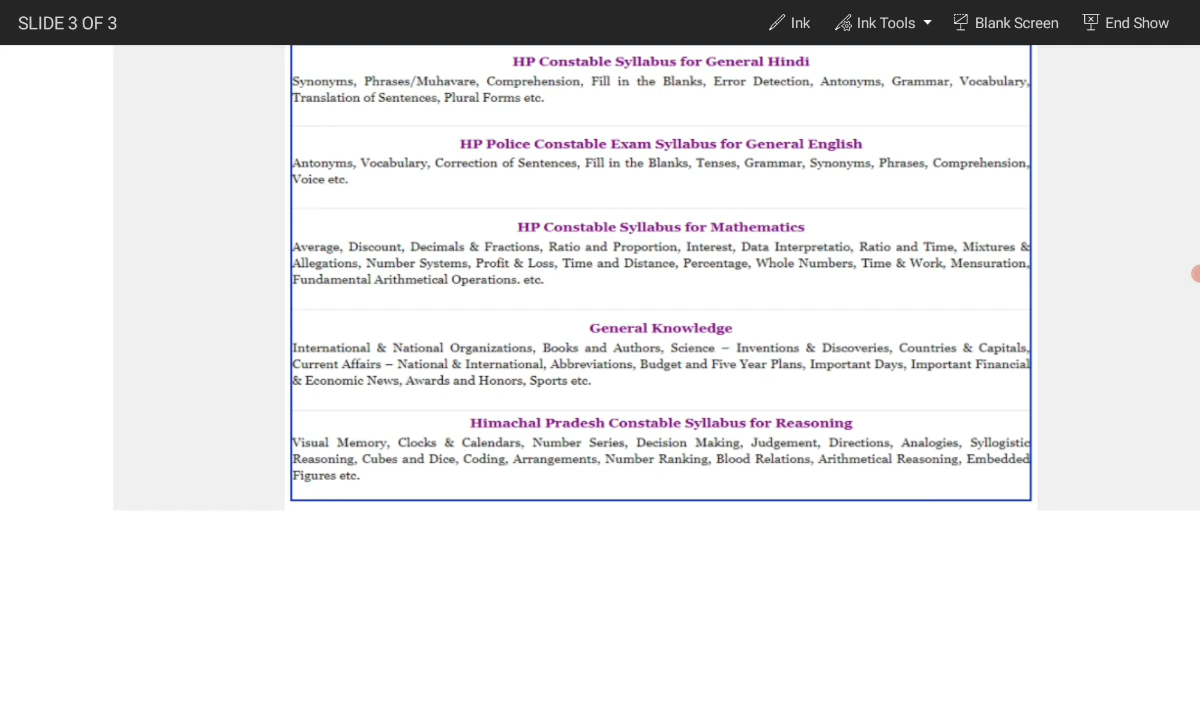 SLIDE 3 OF 3
Ink
Ink Tools
Blank Screen
End Show
HP Constable Syllabus for General Hindi
Synonyms, Phrases/Muhavare, Comprehension, Fill in the Blanks, Error Detection, Antonyms, Grammar, Vocabulary,
Translation of Sentences, Plural Forms etc.
HP Police Constable Exam Syllabus for General English
Antonyms, Vocabulary, Correction of Sentences, Fill in the Blanks, Tenses, Grammar, Synonyms, Phrases, Comprehension,
Voice etc.
HP Constable Syllabus for Mathematics
Average, Discount, Decimals & Fractions, Ratio and Proportion, Interest, Data Interpretatio, Ratio and Time, Mixtures &
Allegations, Number Systems, Profit & Loss, Time and Distance, Percentage, Whole Numbers, Time & Work, Mensuration,
Fundamental Arithmetical Operations. etc.
General Knowledge
International & National Organizations, Books and Authors, Science – Inventions & Discoveries, Countries & Capitals,
Current Affairs – National & International, Abbreviations, Budget and Five Year Plans, Important Days, Important Financial
& Economic News, Awards and Honors, Sports etc.
Himachal Pradesh Constable Syllabus for Reasoning
Visual Memory, Clocks & Calendars, Number Series, Decision Making, Judgement, Directions, Analogies, Syllogistic
Reasoning, Cubes and Dice, Coding, Arrangements, Number Ranking, Blood Relations, Arithmetical Reasoning, Embedded
Figures etc.